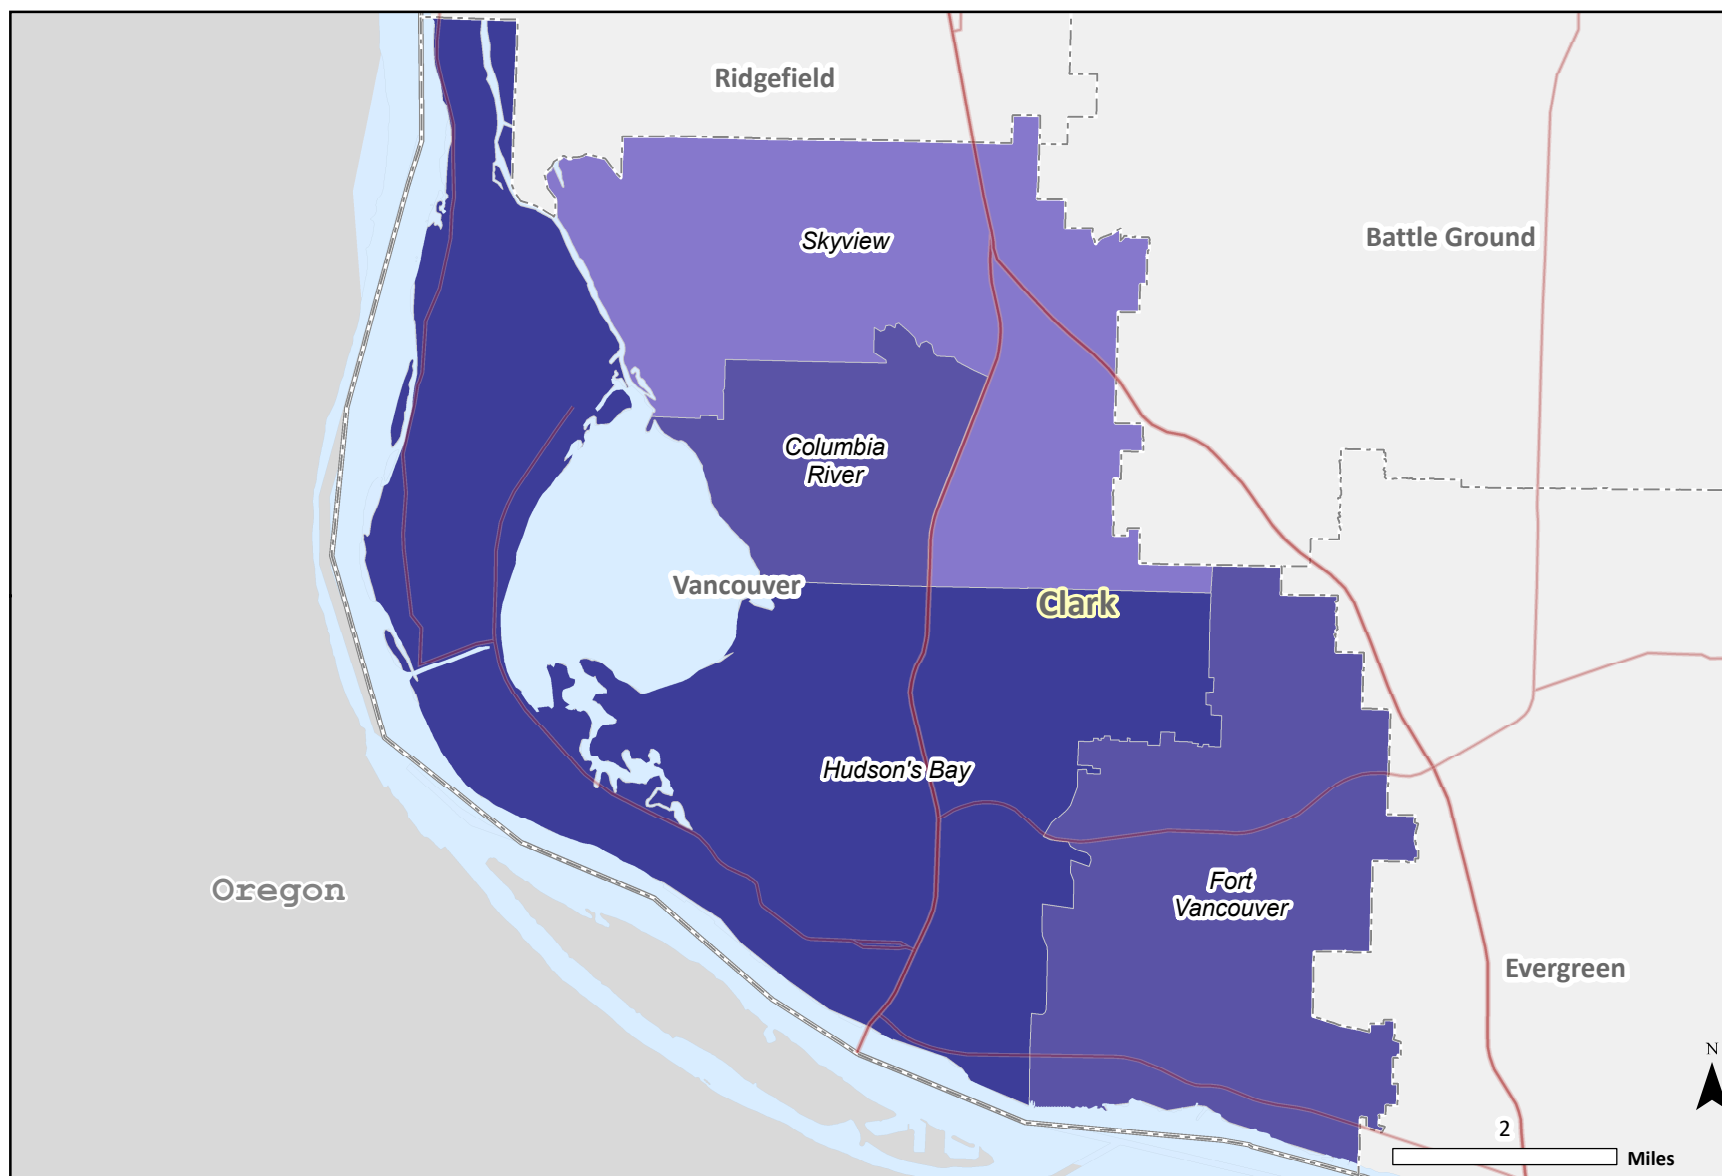 Ridgefield
Skyview
Battle Ground
Columbia
River
Vancouver
Clark
Hudson's Bay
Oregon
Fort
Vancouver
Evergreen
N
2
Miles